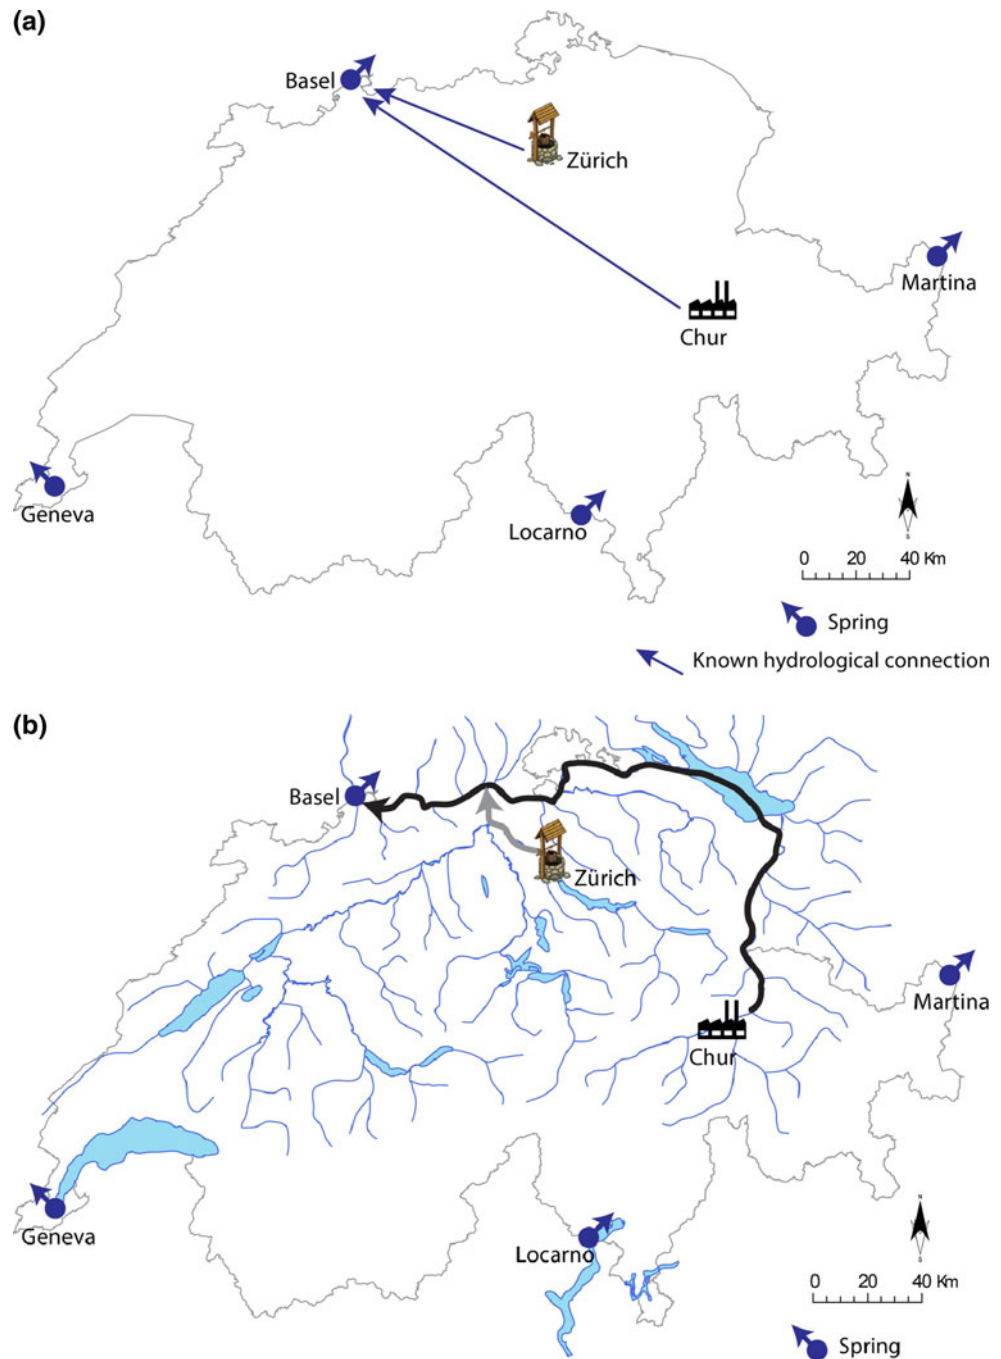 (a)
Basel
Zürich
Martina
Chur
Geneva
Locarno
N
S
0 20 40 Km
Spring
Known hydrological connection
(b)
Basel
Zürich
Martina
Chur
Geneva
Locarno
N
S
0 20 40 Km
Spring